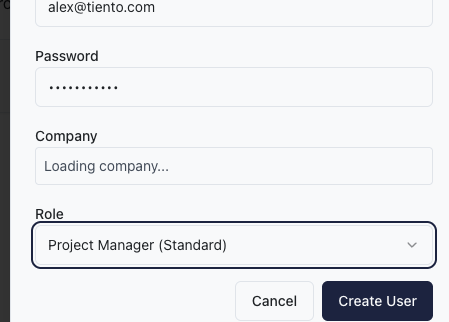 alex@tiento.com
Password
•••••••••••
Company
Loading company...
Role
Project Manager (Standard)
Cancel
Create User